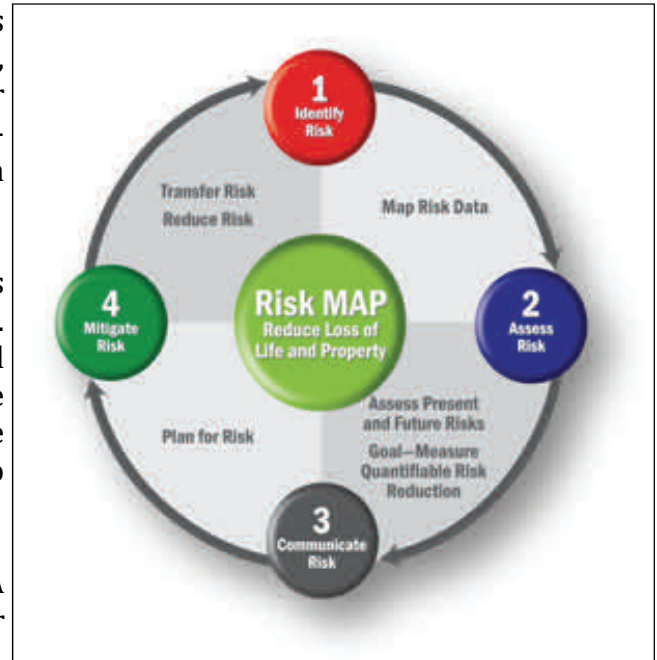 1
Identify
Risk
Transfer Risk
Reduce Risk
Map Risk Data
Risk MAP
Reduce Loss of
Life and Property
4
Mitigate
Risk
2
Assess
Risk
Plan for Risk
Assess Present
and Future Risks
Goal—Measure
Quantifiable Risk
Reduction
3
Communicate
Risk